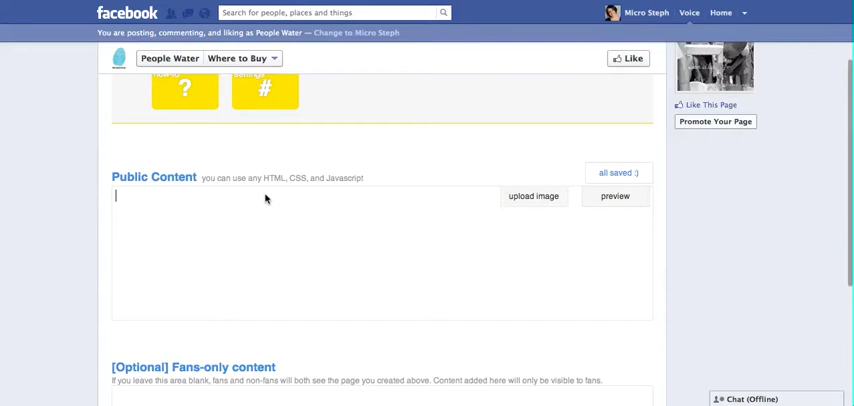 facebook
Search for people, places and things
Micro Steph
Voice
Home
You are posting, commenting, and liking as People Water — Change to Micro Steph
People Water
Where to Buy
Like
how-to
?
settings
#
Like This Page
Promote Your Page
all saved :)
Public Content you can use any HTML, CSS, and Javascript
upload image
preview
[Optional] Fans-only content
If you leave this area blank, fans and non-fans will both see the page you created above. Content added here will only be visible to fans.
Chat (Offline)